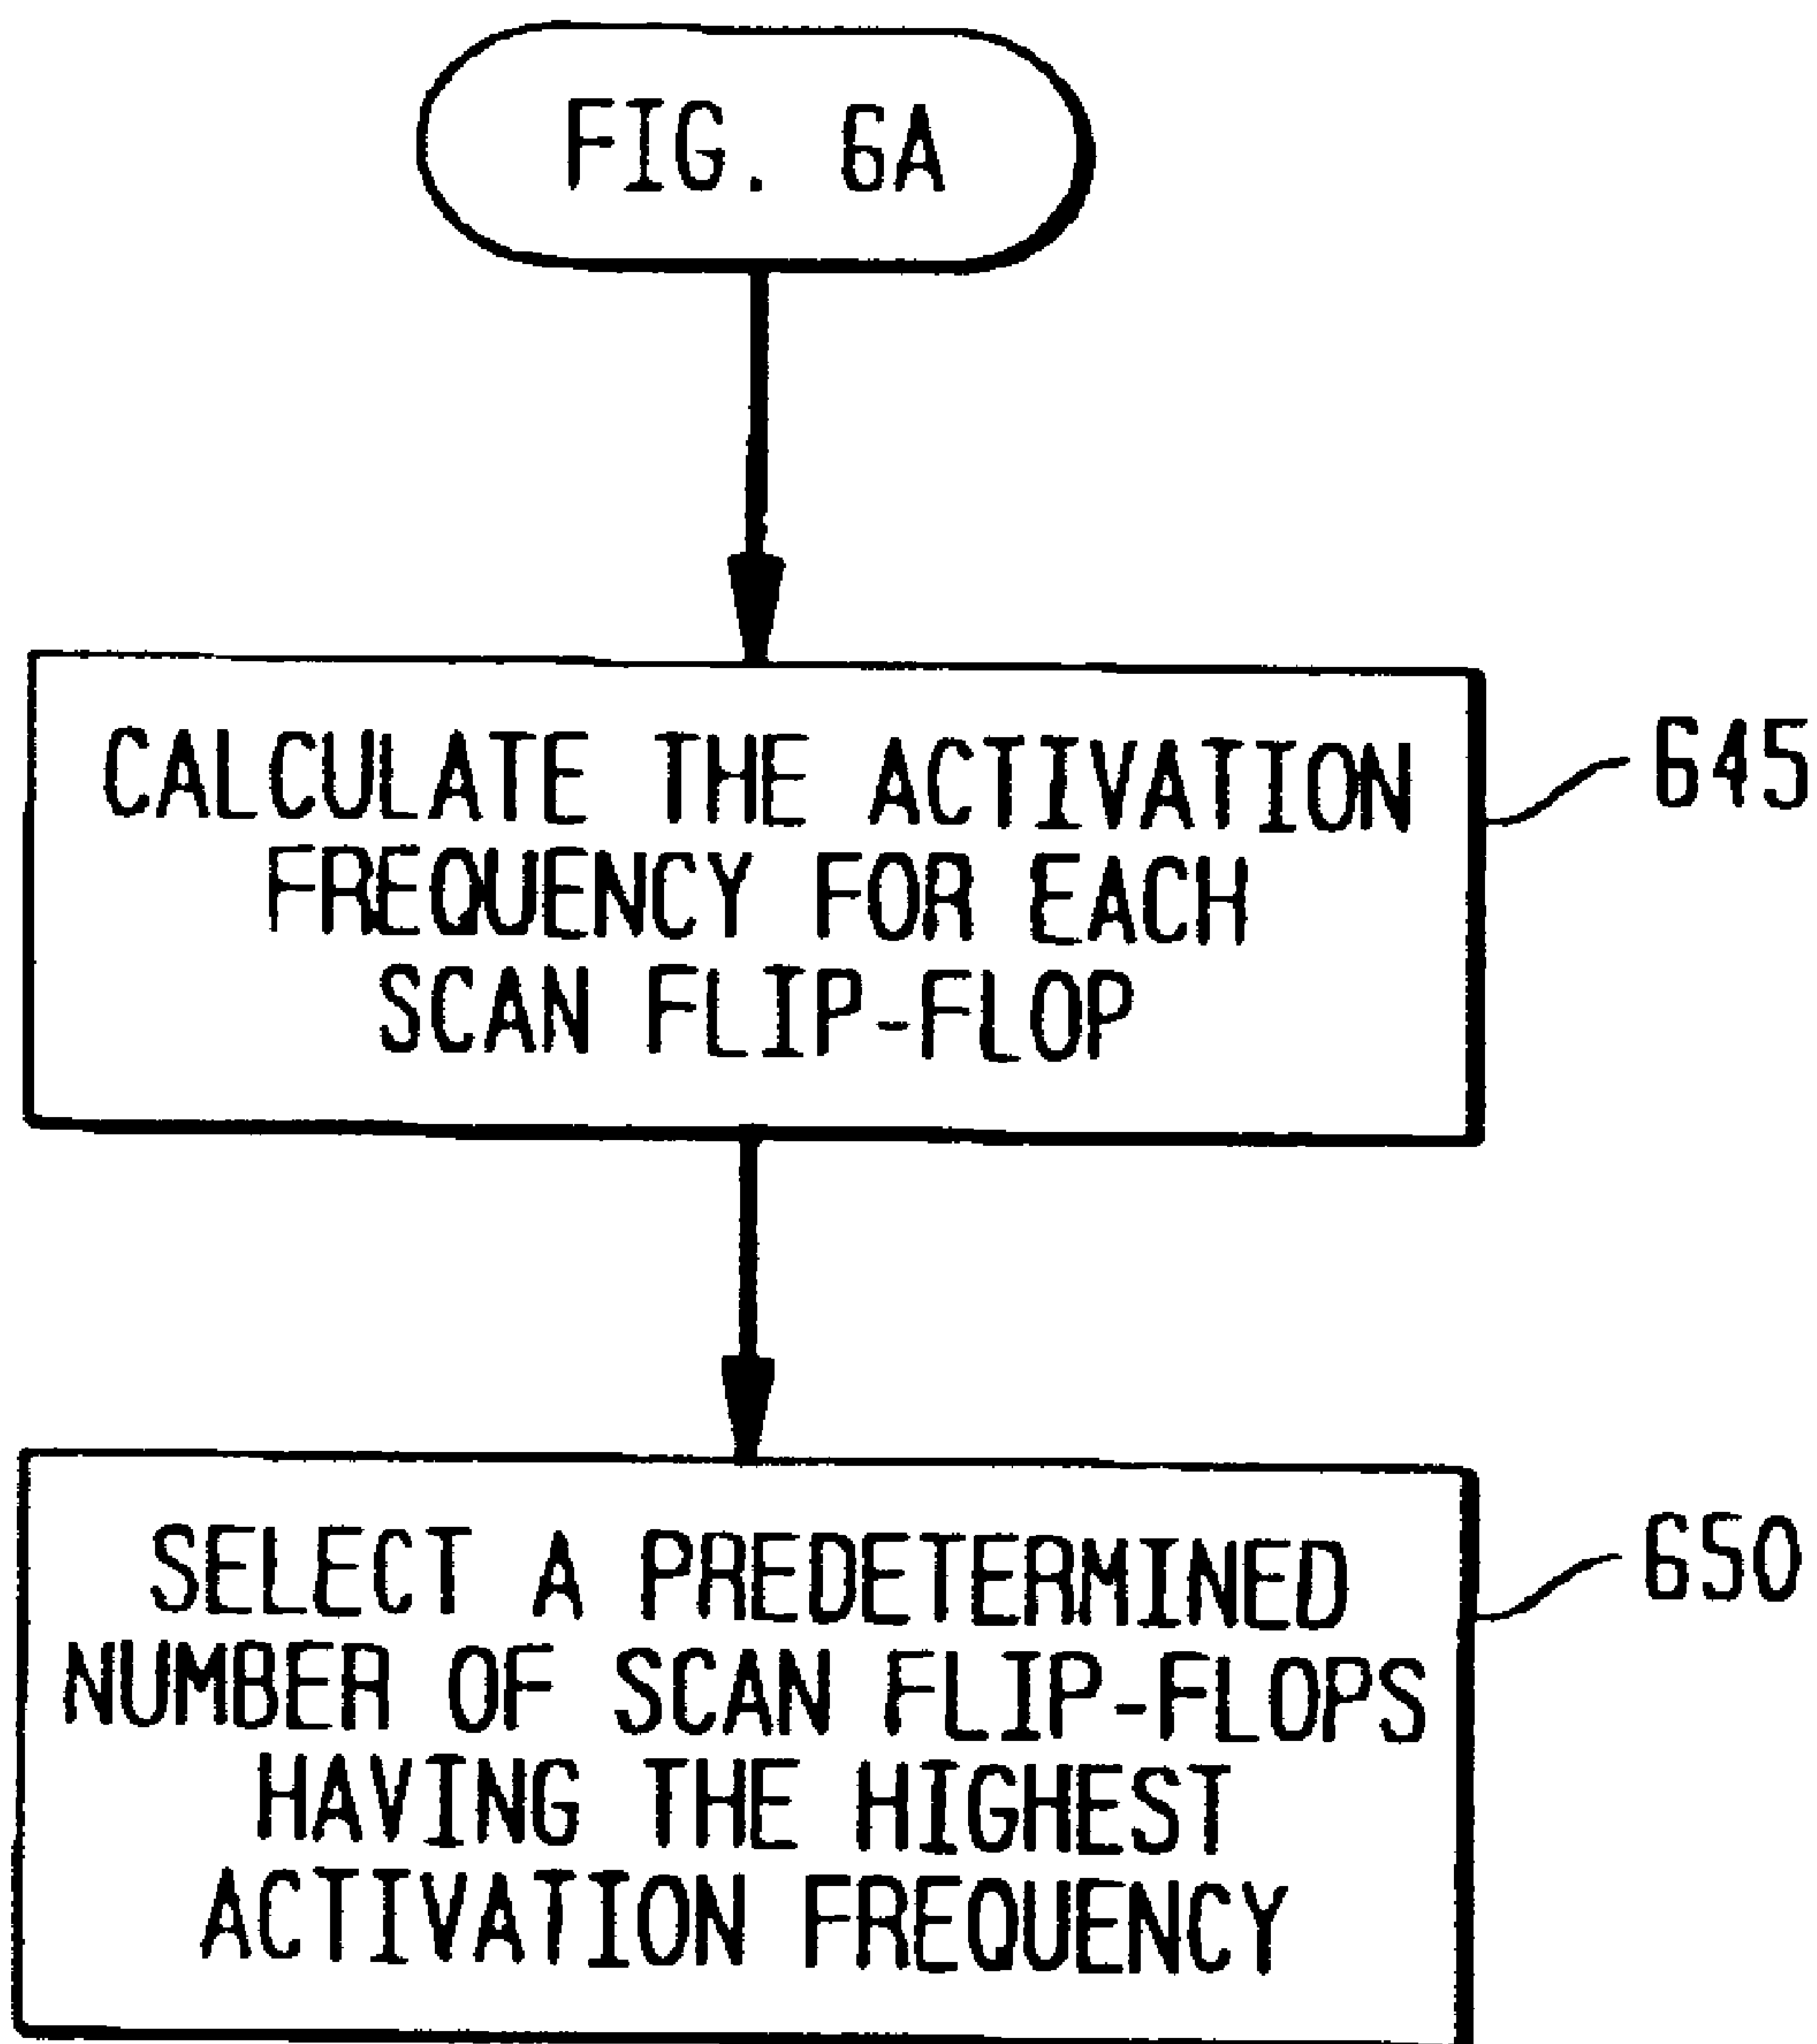 FIG. 6A
CALCULATE THE ACTIVATION
FREQUENCY FOR EACH
SCAN FLIP-FLOP
645
SELECT A PREDETERMINED
NUMBER OF SCAN FLIP-FLOPS
HAVING THE HIGHEST
ACTIVATION FREQUENCY
650